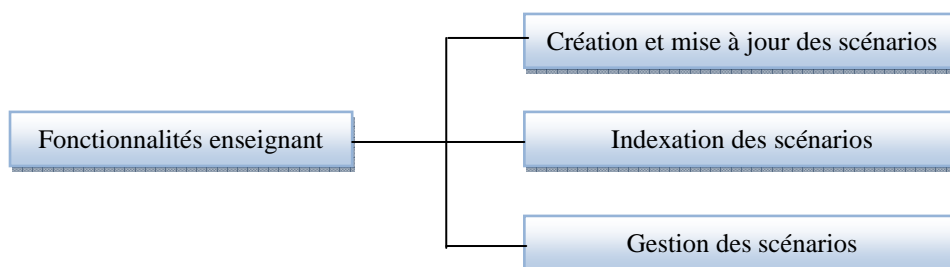 Création et mise à jour des scénarios
Fonctionnalités enseignant
Indexation des scénarios
Gestion des scénarios